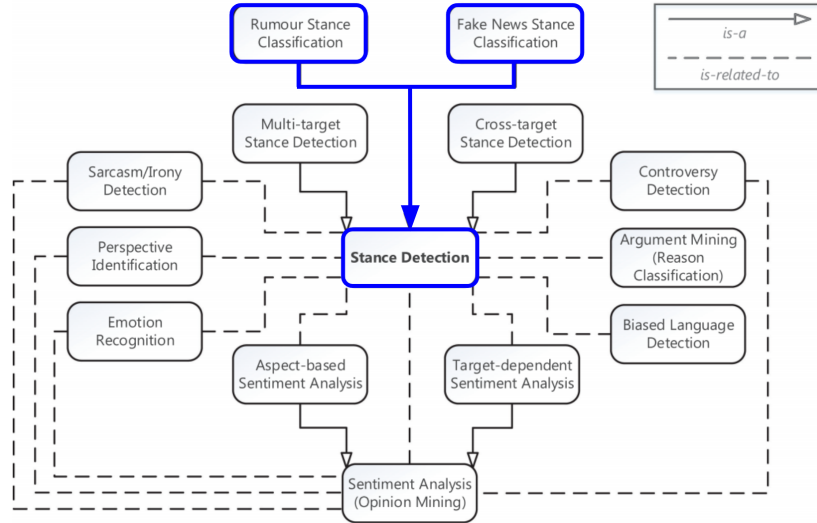 Rumour Stance
Classification
Fake News Stance
Classification
is-a
is-related-to
Multi-target
Stance Detection
Cross-target
Stance Detection
Sarcasm/Irony
Detection
Controversy
Detection
Perspective
Identification
Stance Detection
Argument Mining
(Reason
Classification)
Emotion
Recognition
Biased Language
Detection
Aspect-based
Sentiment Analysis
Target-dependent
Sentiment Analysis
Sentiment Analysis
(Opinion Mining)